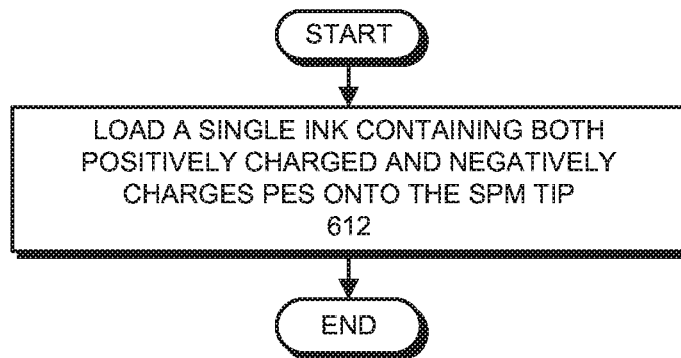 START
LOAD A SINGLE INK CONTAINING BOTH
POSITIVELY CHARGED AND NEGATIVELY
CHARGES PES ONTO THE SPM TIP
612
END